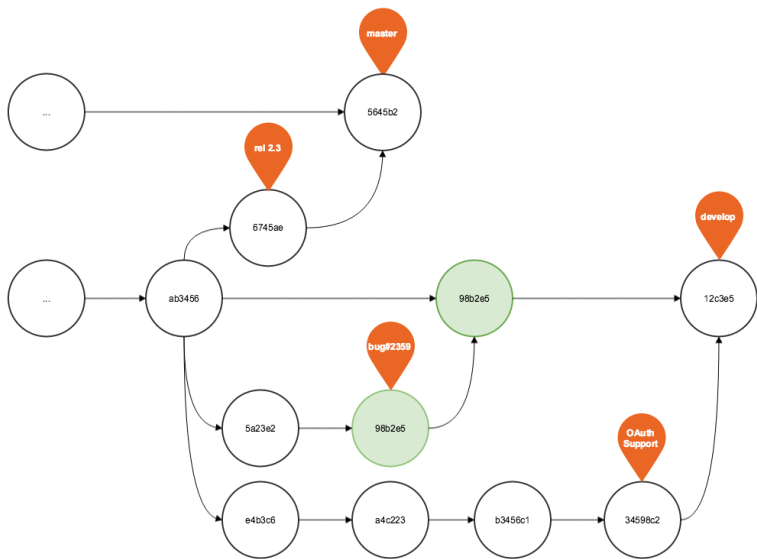 master
...
5645b2
rel 2.3
6745ae
develop
...
ab3456
98b2e5
12c3e5
bug#2359
5a23e2
98b2e5
OAuth
Support
e4b3c6
a4c223
b3456c1
34598c2